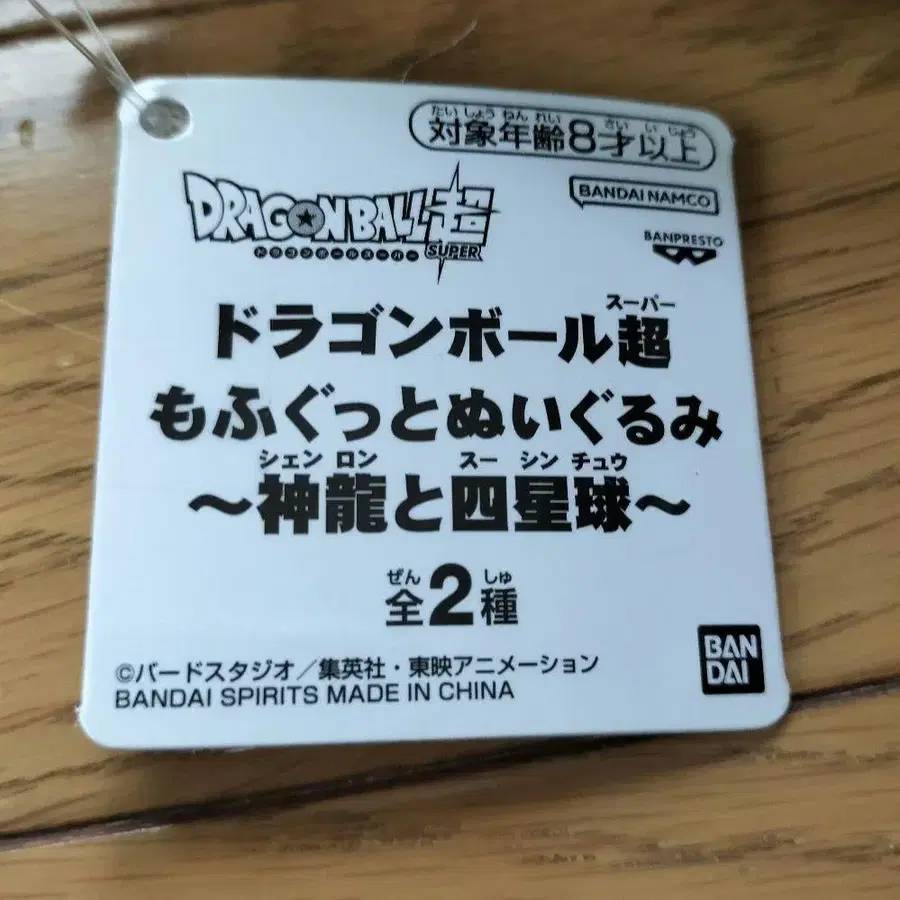 たいしょうねんれい さいいじょう
対象年齢8才以上
DRAGON BALL超
SUPER
ドラゴンボールスーパー
BANDAI NAMCO
BANPRESTO
スーパー
ドラゴンボール超
もふぐっとぬいぐるみ
シェン ロン スー シン チュウ
～神龍と四星球～
ぜん しゅ
全2種
©バードスタジオ／集英社・東映アニメーション
BANDAI SPIRITS MADE IN CHINA
BAN
DAI